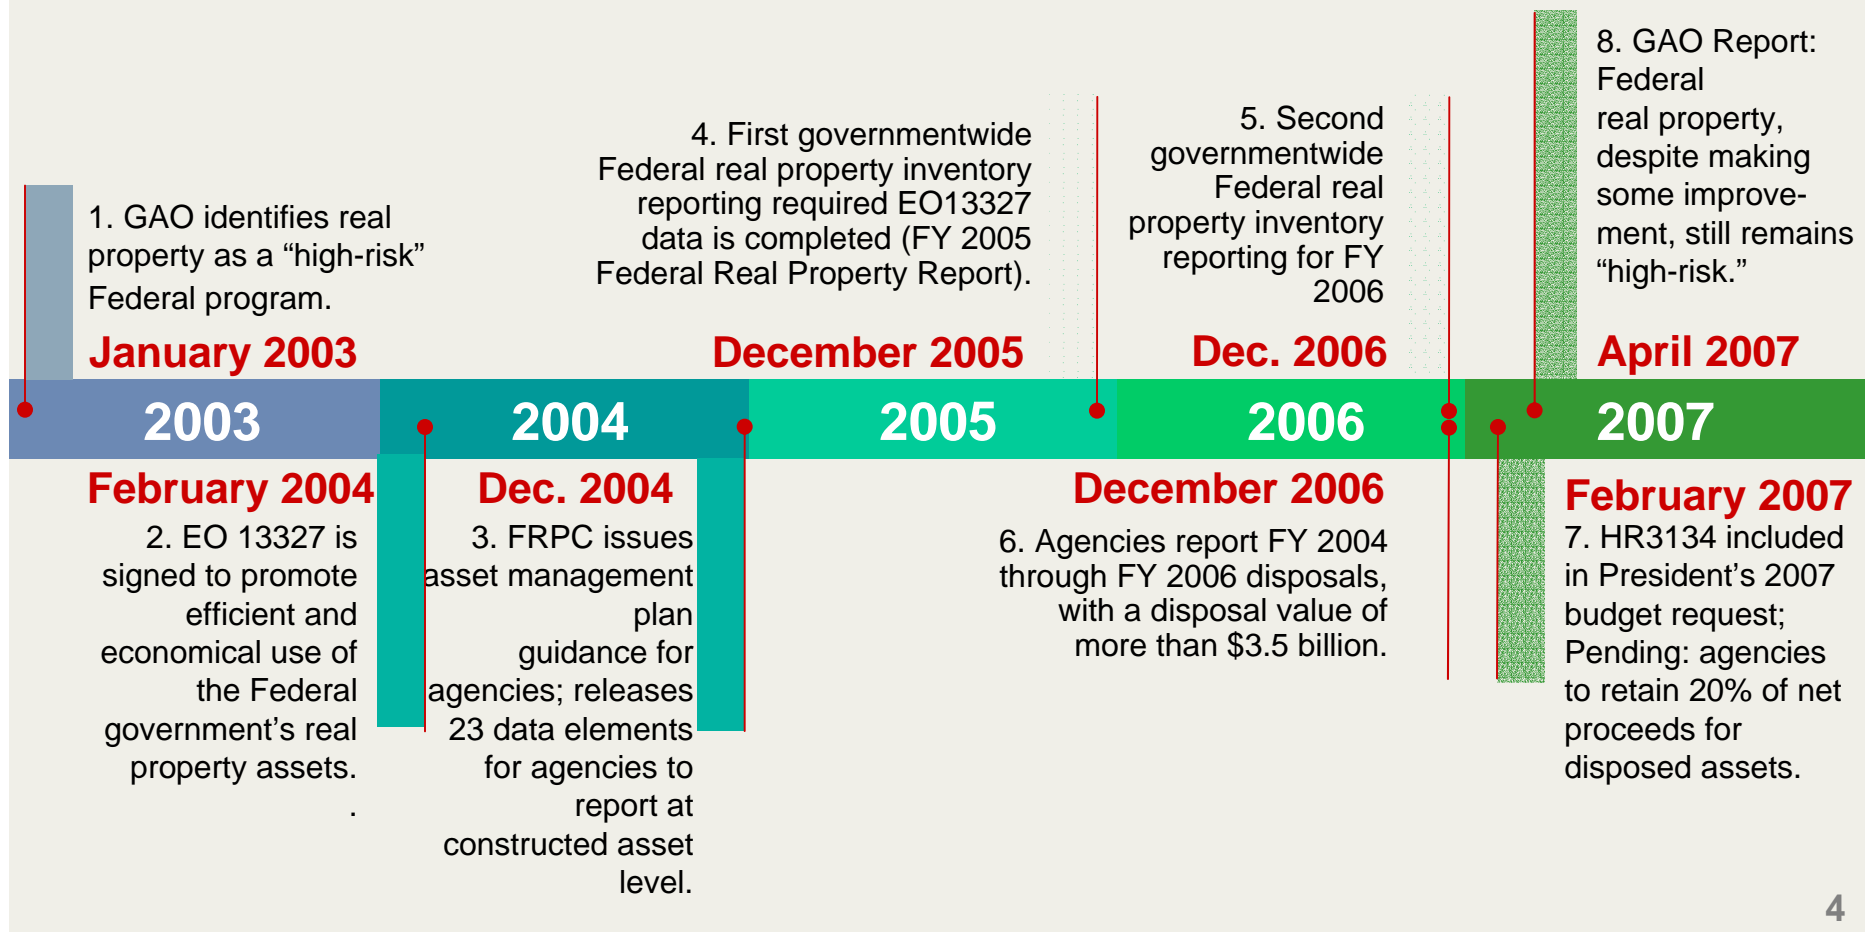 1. GAO identifies real
property as a “high-risk”
Federal program.
January 2003
4. First governmentwide
Federal real property inventory
reporting required EO13327
data is completed (FY 2005
Federal Real Property Report).
December 2005
5. Second
governmentwide
Federal real
property inventory
reporting for FY
2006
Dec. 2006
8. GAO Report:
Federal
real property,
despite making
some improve-
ment, still remains
“high-risk.”
April 2007
2003
2004
2005
2006
2007
February 2004
2. EO 13327 is
signed to promote
efficient and
economical use of
the Federal
government’s real
property assets.
.
Dec. 2004
3. FRPC issues
asset management
plan
guidance for
agencies; releases
23 data elements
for agencies to
report at
constructed asset
level.
December 2006
6. Agencies report FY 2004
through FY 2006 disposals,
with a disposal value of
more than $3.5 billion.
February 2007
7. HR3134 included
in President’s 2007
budget request;
Pending: agencies
to retain 20% of net
proceeds for
disposed assets.
4